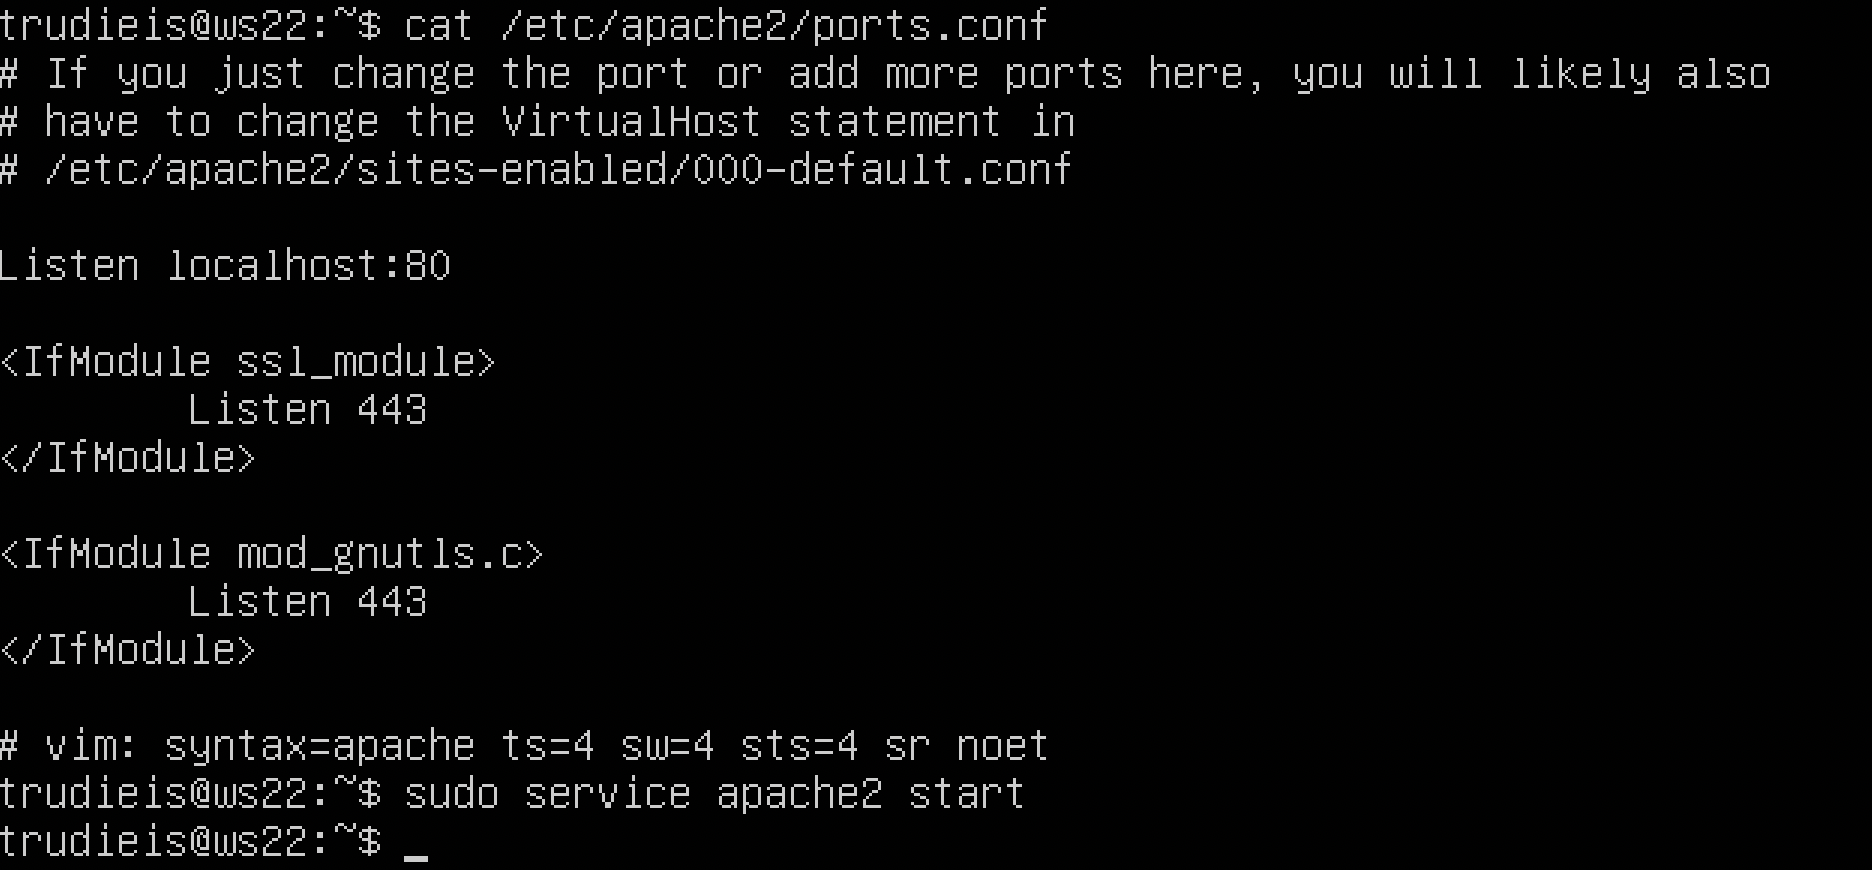 trudieis@ws22:~$ cat /etc/apache2/ports.conf
# If you just change the port or add more ports here, you will likely also
# have to change the VirtualHost statement in
# /etc/apache2/sites-enabled/000-default.conf
Listen localhost:80
<IfModule ssl_module>
Listen 443
</IfModule>
<IfModule mod_gnutls.c>
Listen 443
</IfModule>
# vim: syntax=apache ts=4 sw=4 sts=4 sr noet
trudieis@ws22:~$ sudo service apache2 start
trudieis@ws22:~$ _